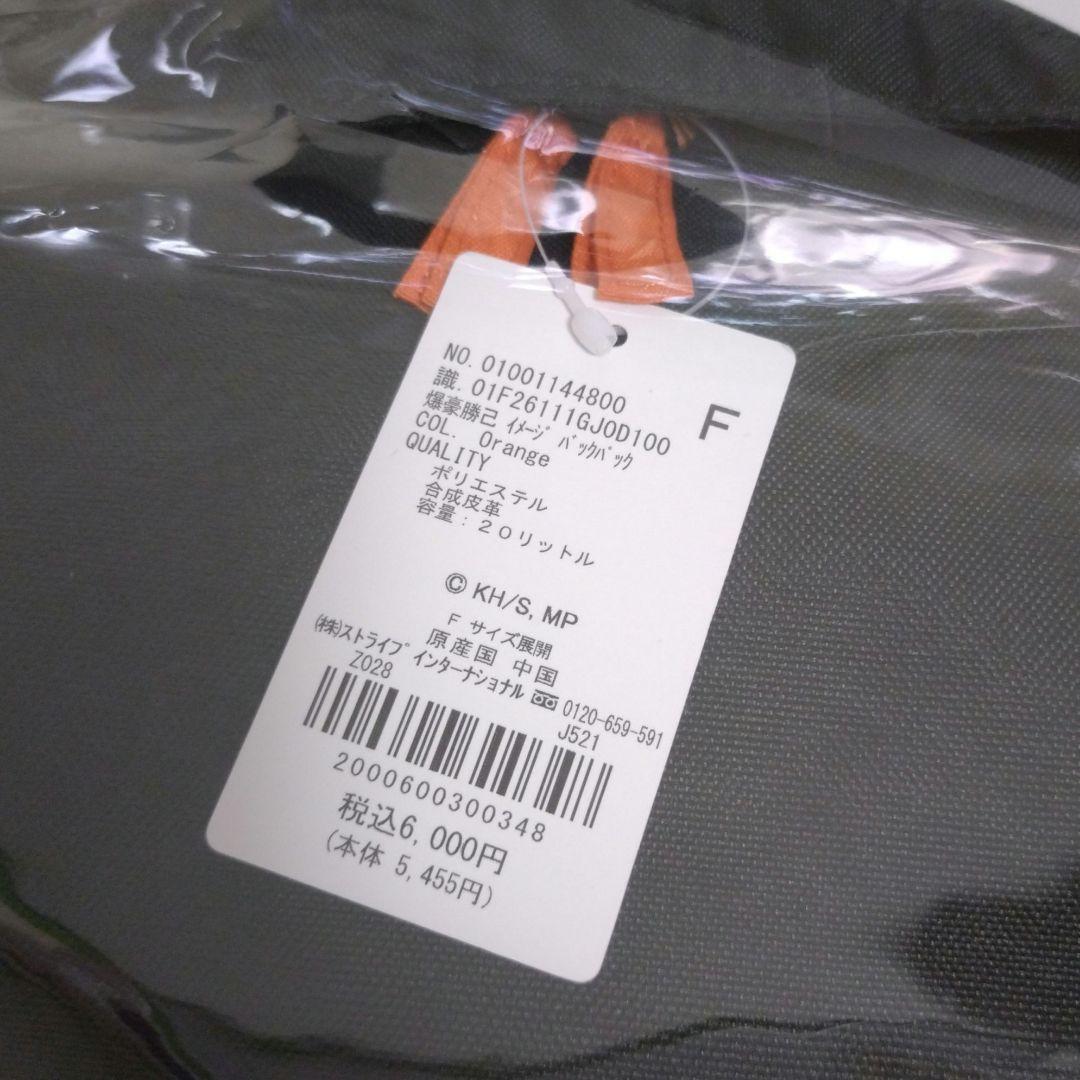 F
NO. 01001144800
識. 01F26111GJ0D100
爆豪勝己 ｲﾒｰｼﾞ ﾊﾞｯｸﾊﾟｯｸ
COL. Orange
QUALITY
ポリエステル
合成皮革
容量：２０リットル
© KH/S, MP
F サイズ展開
原産国 中国
㈱ストライプ インターナショナル 0120-659-591
Z028
J521
2000600300348
税込6,000円
(本体 5,455円)